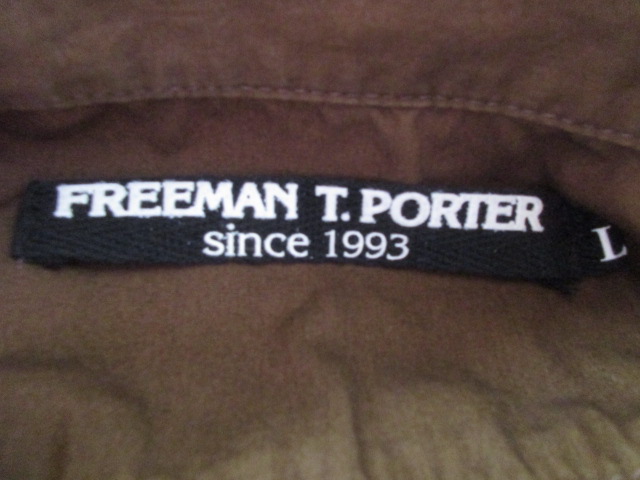 FREEMAN T. PORTER
since 1993
L